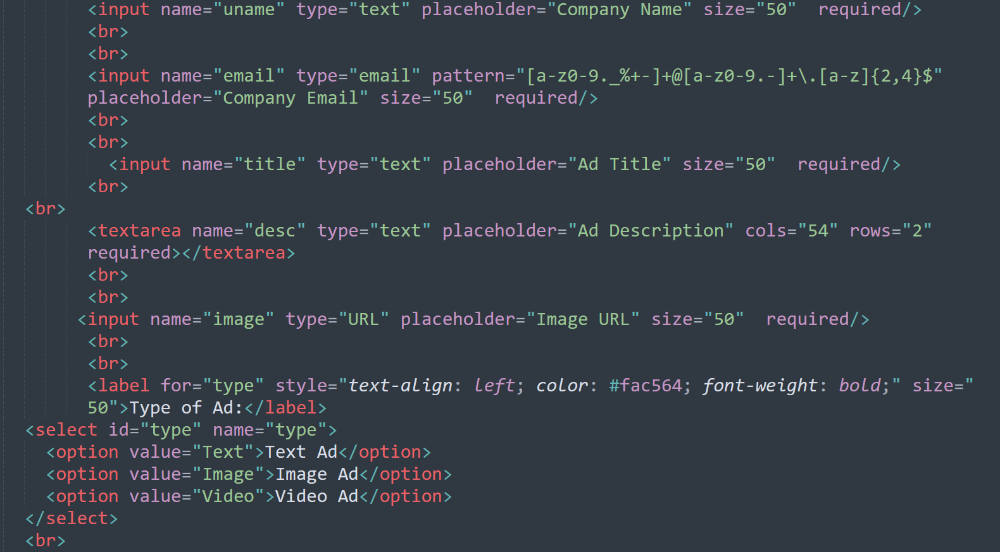 <input name="uname" type="text" placeholder="Company Name" size="50"  required/>
<br>
<br>
<input name="email" type="email" pattern="[a-z0-9._%+-]+@[a-z0-9.-]+\.[a-z]{2,4}$"
placeholder="Company Email" size="50"  required/>
<br>
<br>
<input name="title" type="text" placeholder="Ad Title" size="50"  required/>
<br>
<br>
<textarea name="desc" type="text" placeholder="Ad Description" cols="54" rows="2"
required></textarea>
<br>
<br>
<input name="image" type="URL" placeholder="Image URL" size="50"  required/>
<br>
<br>
<label for="type" style="text-align: left; color: #fac564; font-weight: bold;" size="
50">Type of Ad:</label>
<select id="type" name="type">
<option value="Text">Text Ad</option>
<option value="Image">Image Ad</option>
<option value="Video">Video Ad</option>
</select>
<br>